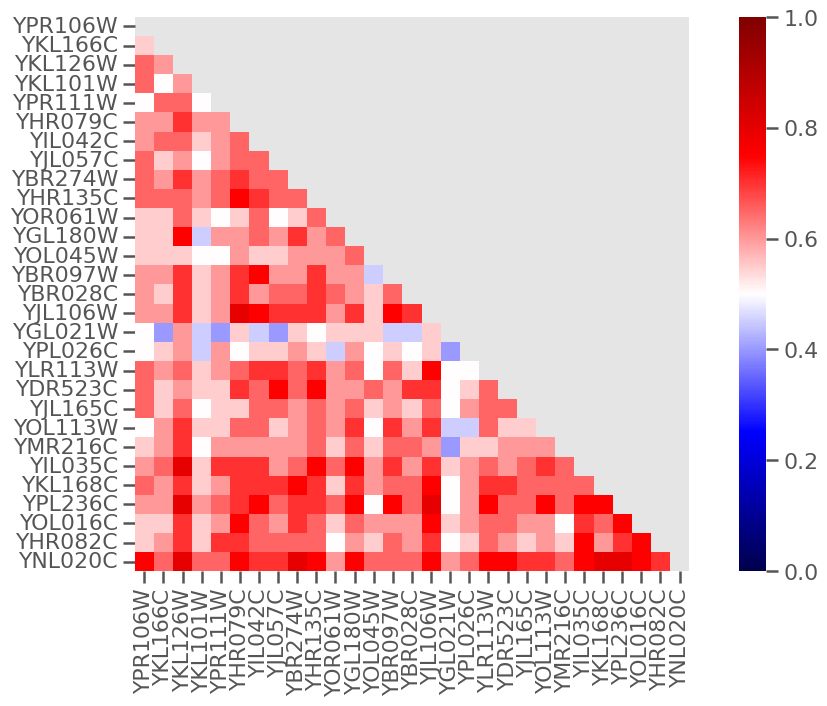 YPR106W
YKL166C
YKL126W
YKL101W
YPR111W
YHR079C
YIL042C
YJL057C
YBR274W
YHR135C
YOR061W
YGL180W
YOL045W
YBR097W
YBR028C
YJL106W
YGL021W
YPL026C
YLR113W
YDR523C
YJL165C
YOL113W
YMR216C
YIL035C
YKL168C
YPL236C
YOL016C
YHR082C
YNL020C
YPR106W
YKL166C
YKL126W
YKL101W
YPR111W
YHR079C
YIL042C
YJL057C
YBR274W
YHR135C
YOR061W
YGL180W
YOL045W
YBR097W
YBR028C
YJL106W
YGL021W
YPL026C
YLR113W
YDR523C
YJL165C
YOL113W
YMR216C
YIL035C
YKL168C
YPL236C
YOL016C
YHR082C
YNL020C
1.0
0.8
0.6
0.4
0.2
0.0